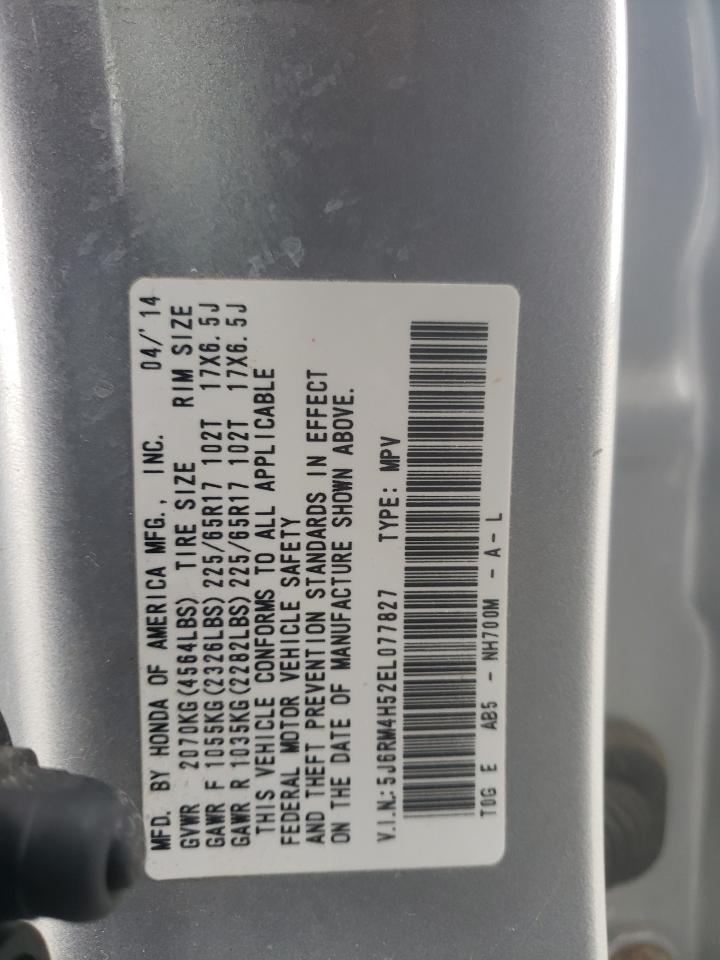 MFD. BY HONDA OF AMERICA MFG., INC. 04/'14
GVWR 2070KG(4564LBS) TIRE SIZE RIM SIZE
GAWR F 1055KG(2326LBS)225/65R17 102T 17X6.5J
GAWR R 1035KG(2282LBS)225/65R17 102T 17X6.5J
THIS VEHICLE CONFORMS TO ALL APPLICABLE
FEDERAL MOTOR VEHICLE SAFETY
AND THEFT PREVENTION STANDARDS IN EFFECT
ON THE DATE OF MANUFACTURE SHOWN ABOVE.
V.I.N.:5J6RM4H52EL077827 TYPE: MPV
T0G E AB5 - NH700M - A - L